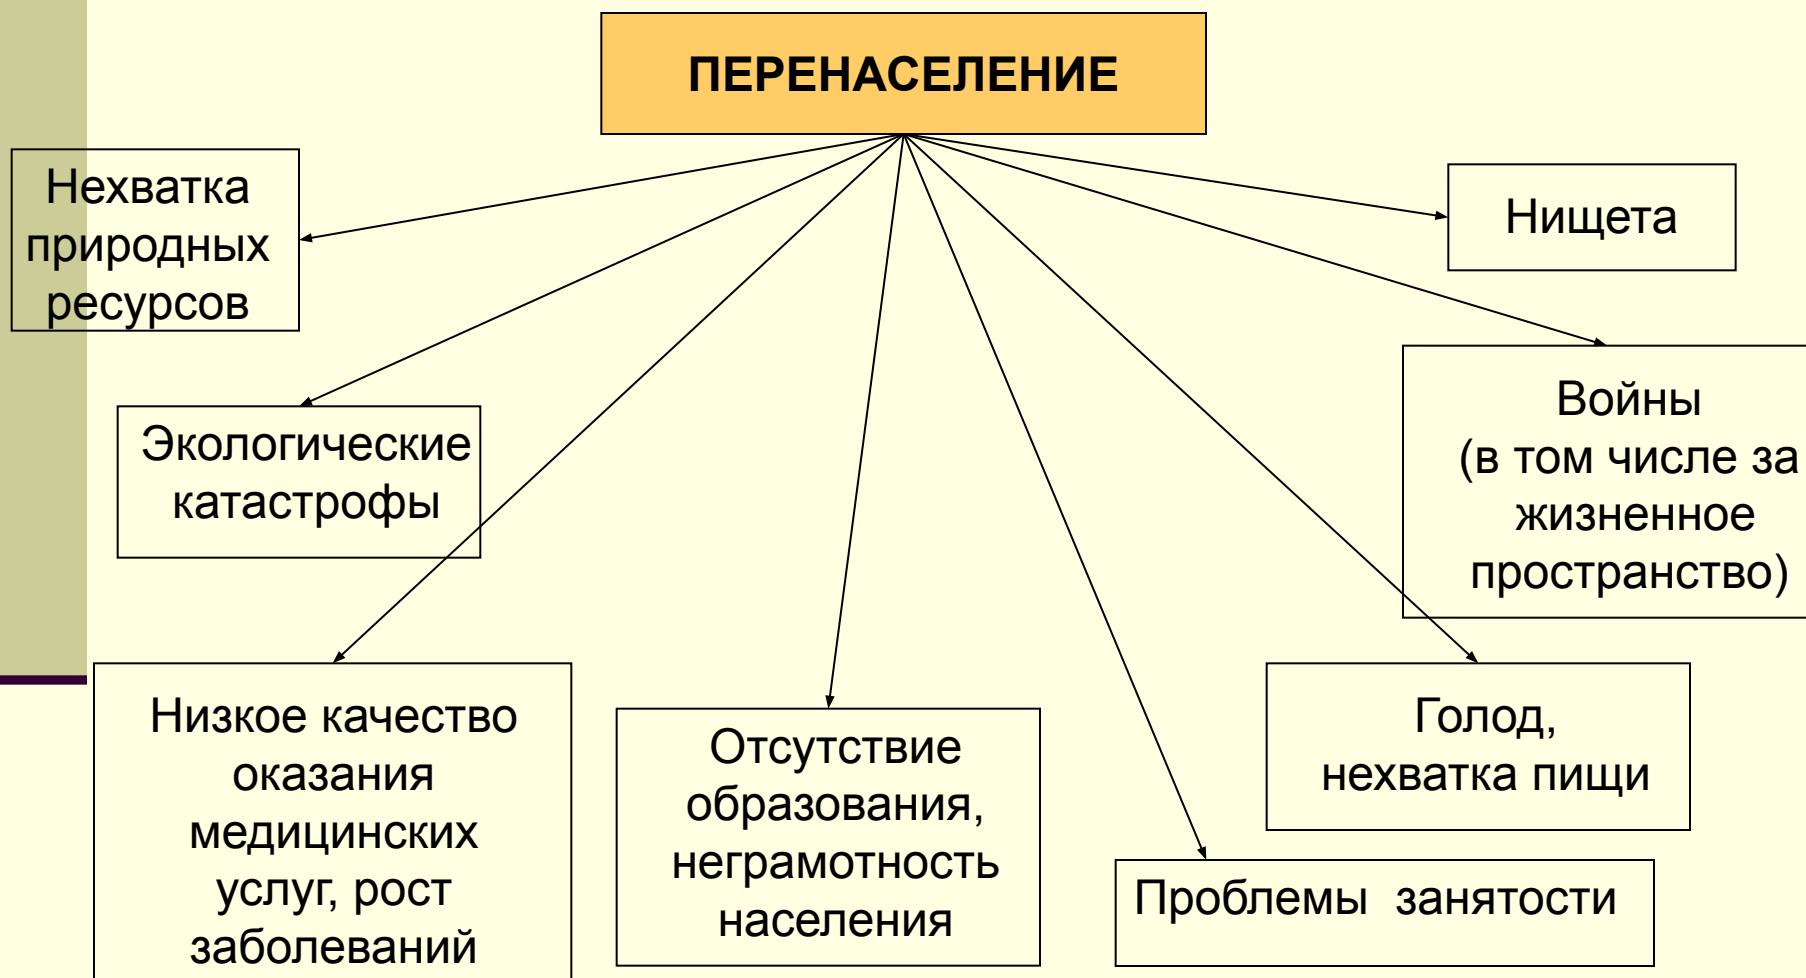 ПЕРЕНАСЕЛЕНИЕ
Нехватка
природных
ресурсов
Нищета
Экологические
катастрофы
Войны
(в том числе за
жизненное
пространство)
Низкое качество
оказания
медицинских
услуг, рост
заболеваний
Отсутствие
образования,
неграмотность
населения
Проблемы занятости
Голод,
нехватка пищи